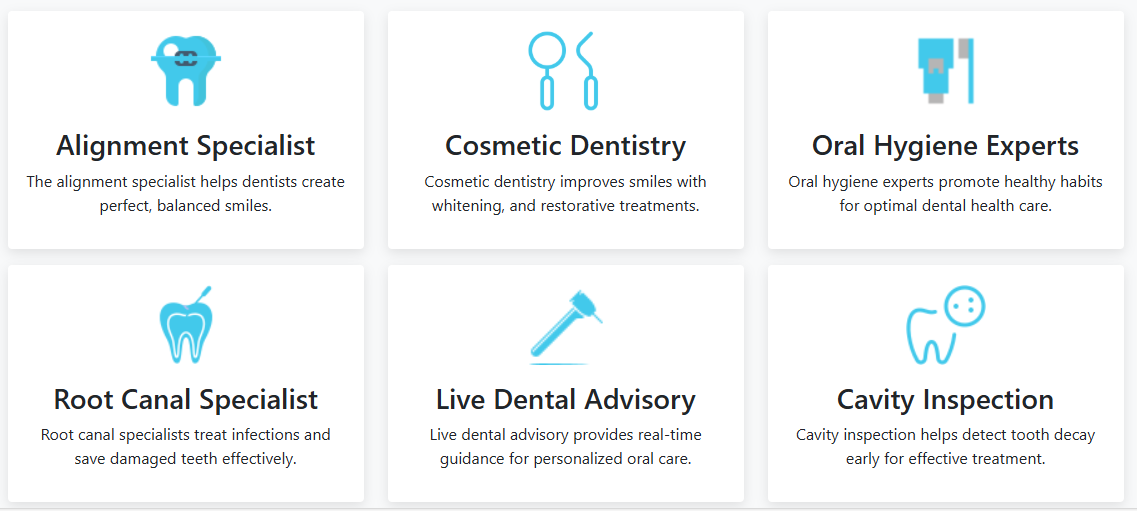 Alignment Specialist
The alignment specialist helps dentists create
perfect, balanced smiles.
Cosmetic Dentistry
Cosmetic dentistry improves smiles with
whitening, and restorative treatments.
Oral Hygiene Experts
Oral hygiene experts promote healthy habits
for optimal dental health care.
Root Canal Specialist
Root canal specialists treat infections and
save damaged teeth effectively.
Live Dental Advisory
Live dental advisory provides real-time
guidance for personalized oral care.
Cavity Inspection
Cavity inspection helps detect tooth decay
early for effective treatment.